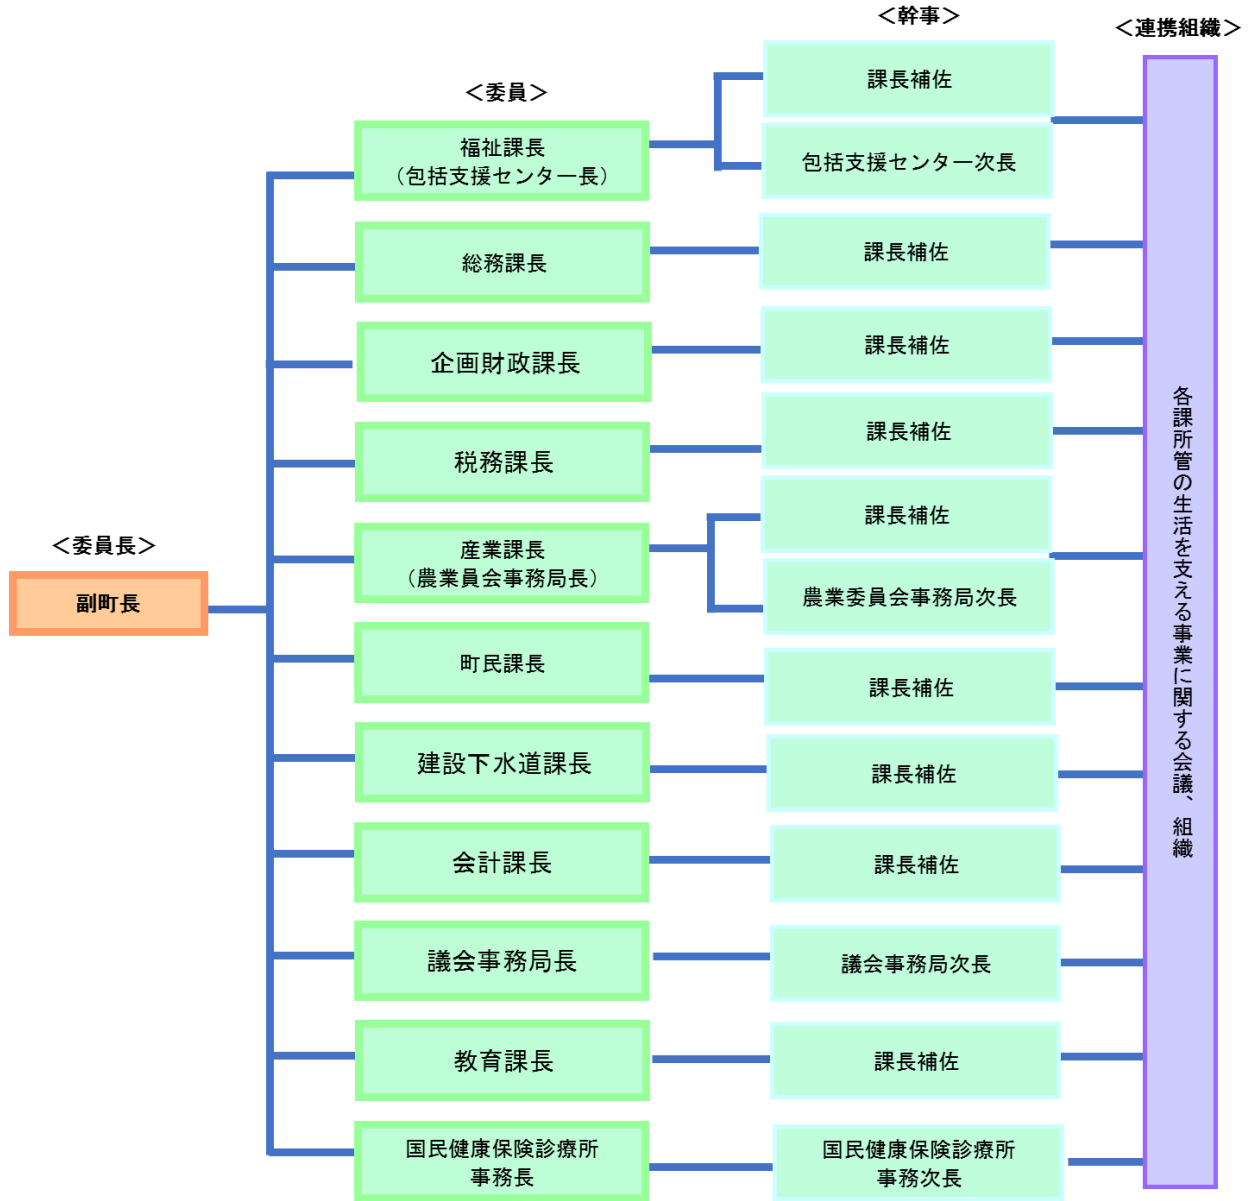 ＜幹事＞
＜連携組織＞
＜委員＞
＜委員長＞
副町長
福祉課長
（包括支援センター長）
課長補佐
包括支援センター次長
総務課長
課長補佐
企画財政課長
課長補佐
税務課長
課長補佐
産業課長
（農業員会事務局長）
課長補佐
農業委員会事務局次長
町民課長
課長補佐
建設下水道課長
課長補佐
会計課長
課長補佐
議会事務局長
議会事務局次長
教育課長
課長補佐
国民健康保険診療所
事務長
国民健康保険診療所
事務次長
各課所管の生活を支える事業に関する会議、組織